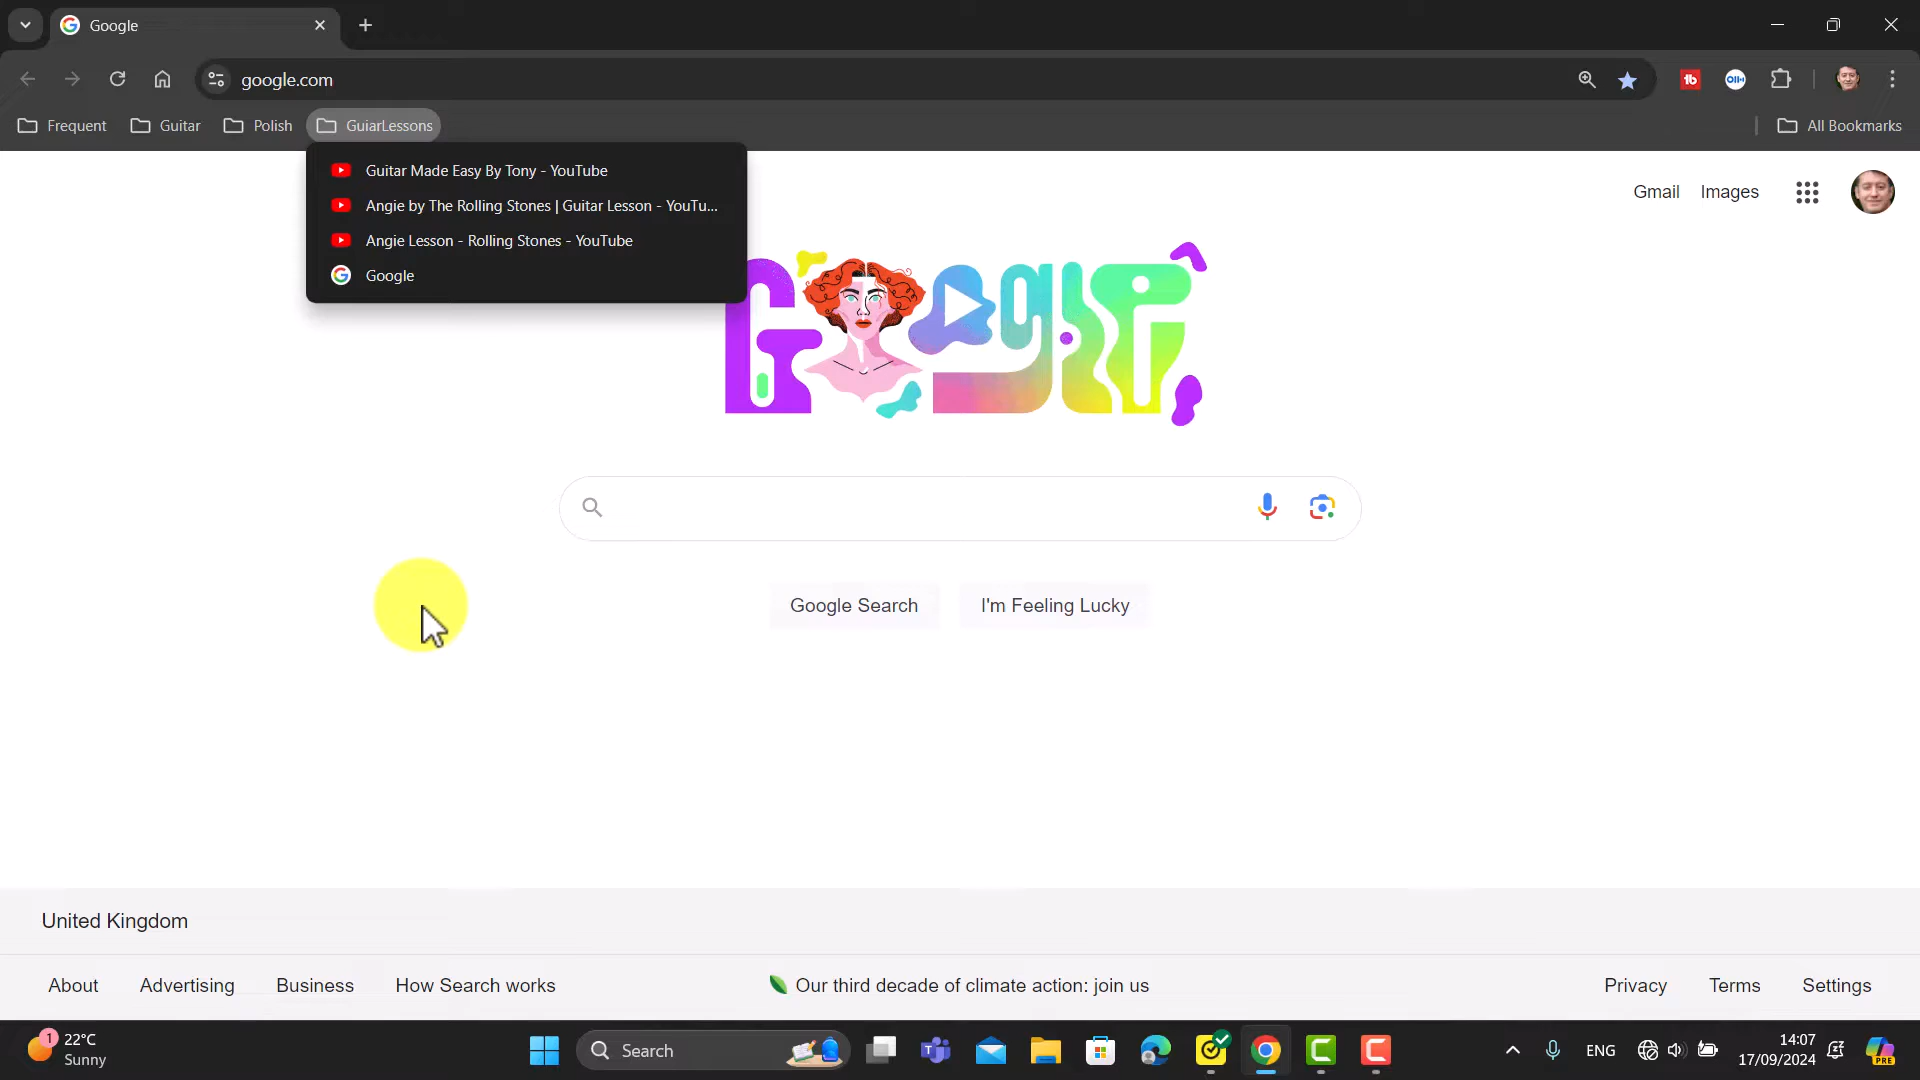 Google
google.com
Frequent Guitar Polish GuiarLessons All Bookmarks
Guitar Made Easy By Tony - YouTube
Angie by The Rolling Stones | Guitar Lesson - YouTu...
Angie Lesson - Rolling Stones - YouTube
Google
Gmail Images
Google Search I'm Feeling Lucky
United Kingdom
About Advertising Business How Search works Our third decade of climate action: join us Privacy Terms Settings
1 22°C
Sunny
Search
ENG
14:07
17/09/2024
PRE